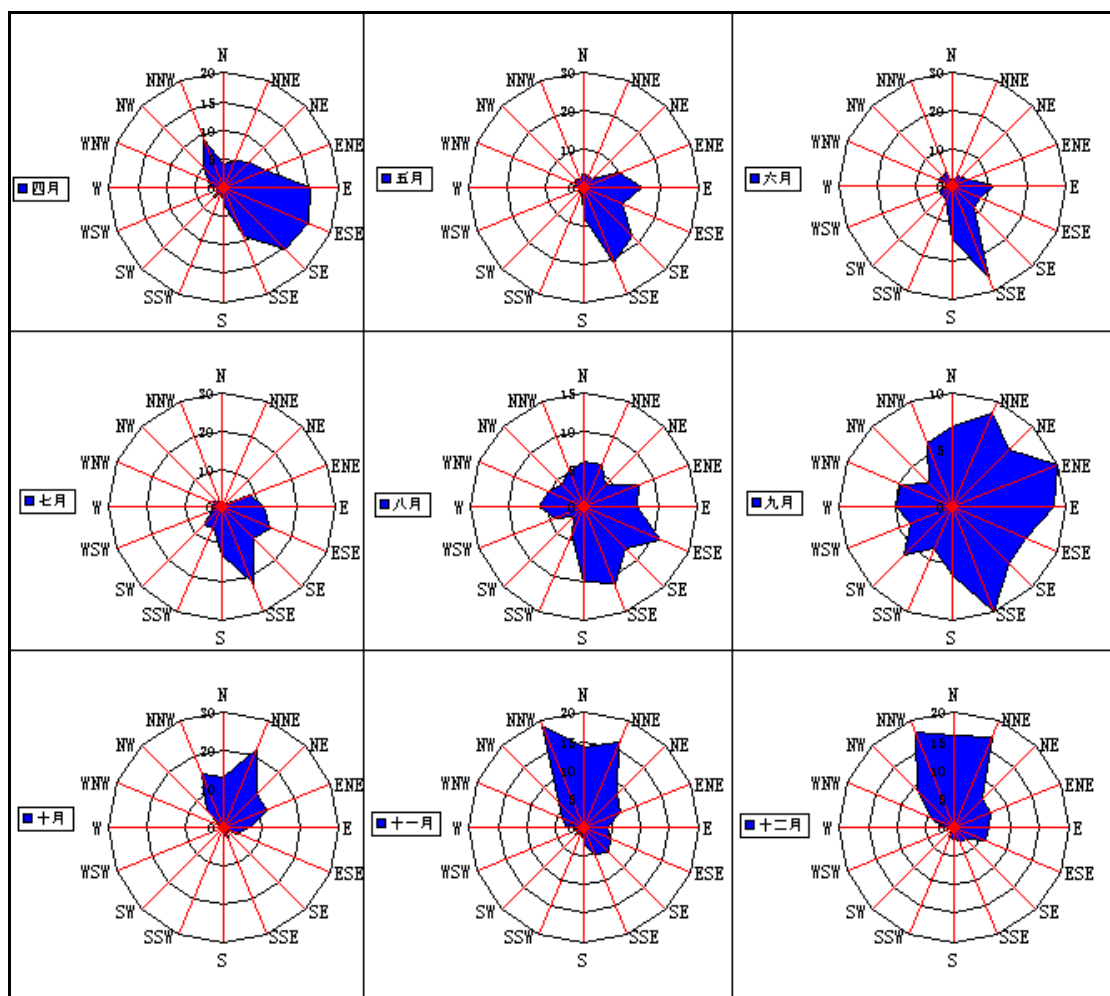 N
NNW NNE
NW NE
WNW ENE
W E
WSW ESE
SW SE
SSW SSE
S
20
15
10
5
0
四月
N
NNW NNE
NW NE
WNW ENE
W E
WSW ESE
SW SE
SSW SSE
S
30
20
10
0
五月
N
NNW NNE
NW NE
WNW ENE
W E
WSW ESE
SW SE
SSW SSE
S
30
20
10
0
六月
N
NNW NNE
NW NE
WNW ENE
W E
WSW ESE
SW SE
SSW SSE
S
30
20
10
0
七月
N
NNW NNE
NW NE
WNW ENE
W E
WSW ESE
SW SE
SSW SSE
S
15
10
5
0
八月
N
NNW NNE
NW NE
WNW ENE
W E
WSW ESE
SW SE
SSW SSE
S
10
5
0
九月
N
NNW NNE
NW NE
WNW ENE
W E
WSW ESE
SW SE
SSW SSE
S
30
20
10
0
十月
N
NNW NNE
NW NE
WNW ENE
W E
WSW ESE
SW SE
SSW SSE
S
20
15
10
5
0
十一月
N
NNW NNE
NW NE
WNW ENE
W E
WSW ESE
SW SE
SSW SSE
S
20
15
10
5
0
十二月